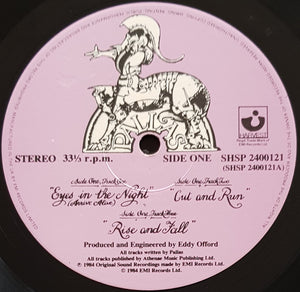 PALLAS
STEREO 33⅓ r.p.m.
SIDE ONE SHSP 2400121
(SHSP 2400121A)
HARVEST
Side One Track One
"Eyes in the Night"
(Arrive Alive)
Side One Track Two
"Cut and Run"
Side One Track Three
"Rise and Fall"
Produced and Engineered by Eddy Offord
All tracks written by Pallas
All tracks published by Athenae Music Publishing Ltd.
℗ 1984 Original Sound Recordings made by EMI Records Ltd.
© 1984 EMI Records Ltd.